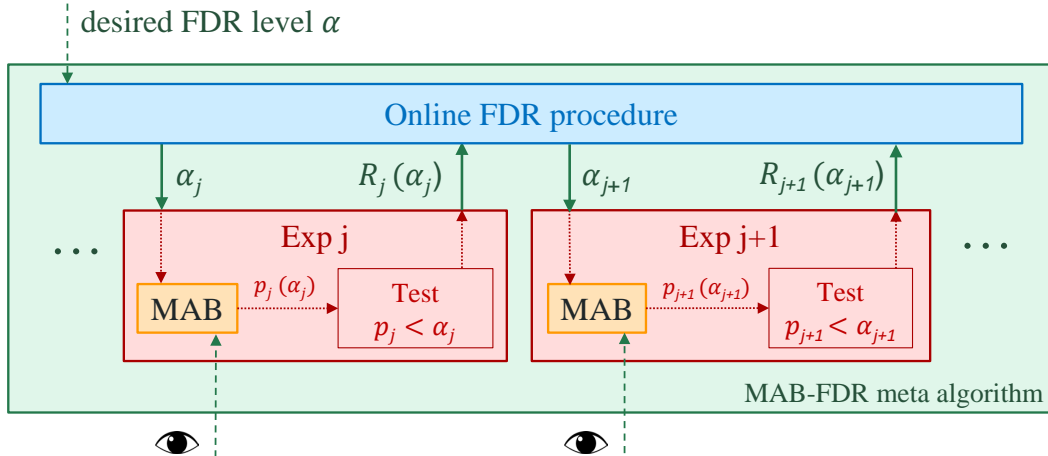 desired FDR level α
Online FDR procedure
α_j
R_j (α_j)
α_{j+1}
R_{j+1} (α_{j+1})
Exp j
Exp j+1
...
...
MAB
p_j (α_j)
Test
p_j < α_j
MAB
p_{j+1} (α_{j+1})
Test
p_{j+1} < α_{j+1}
MAB-FDR meta algorithm